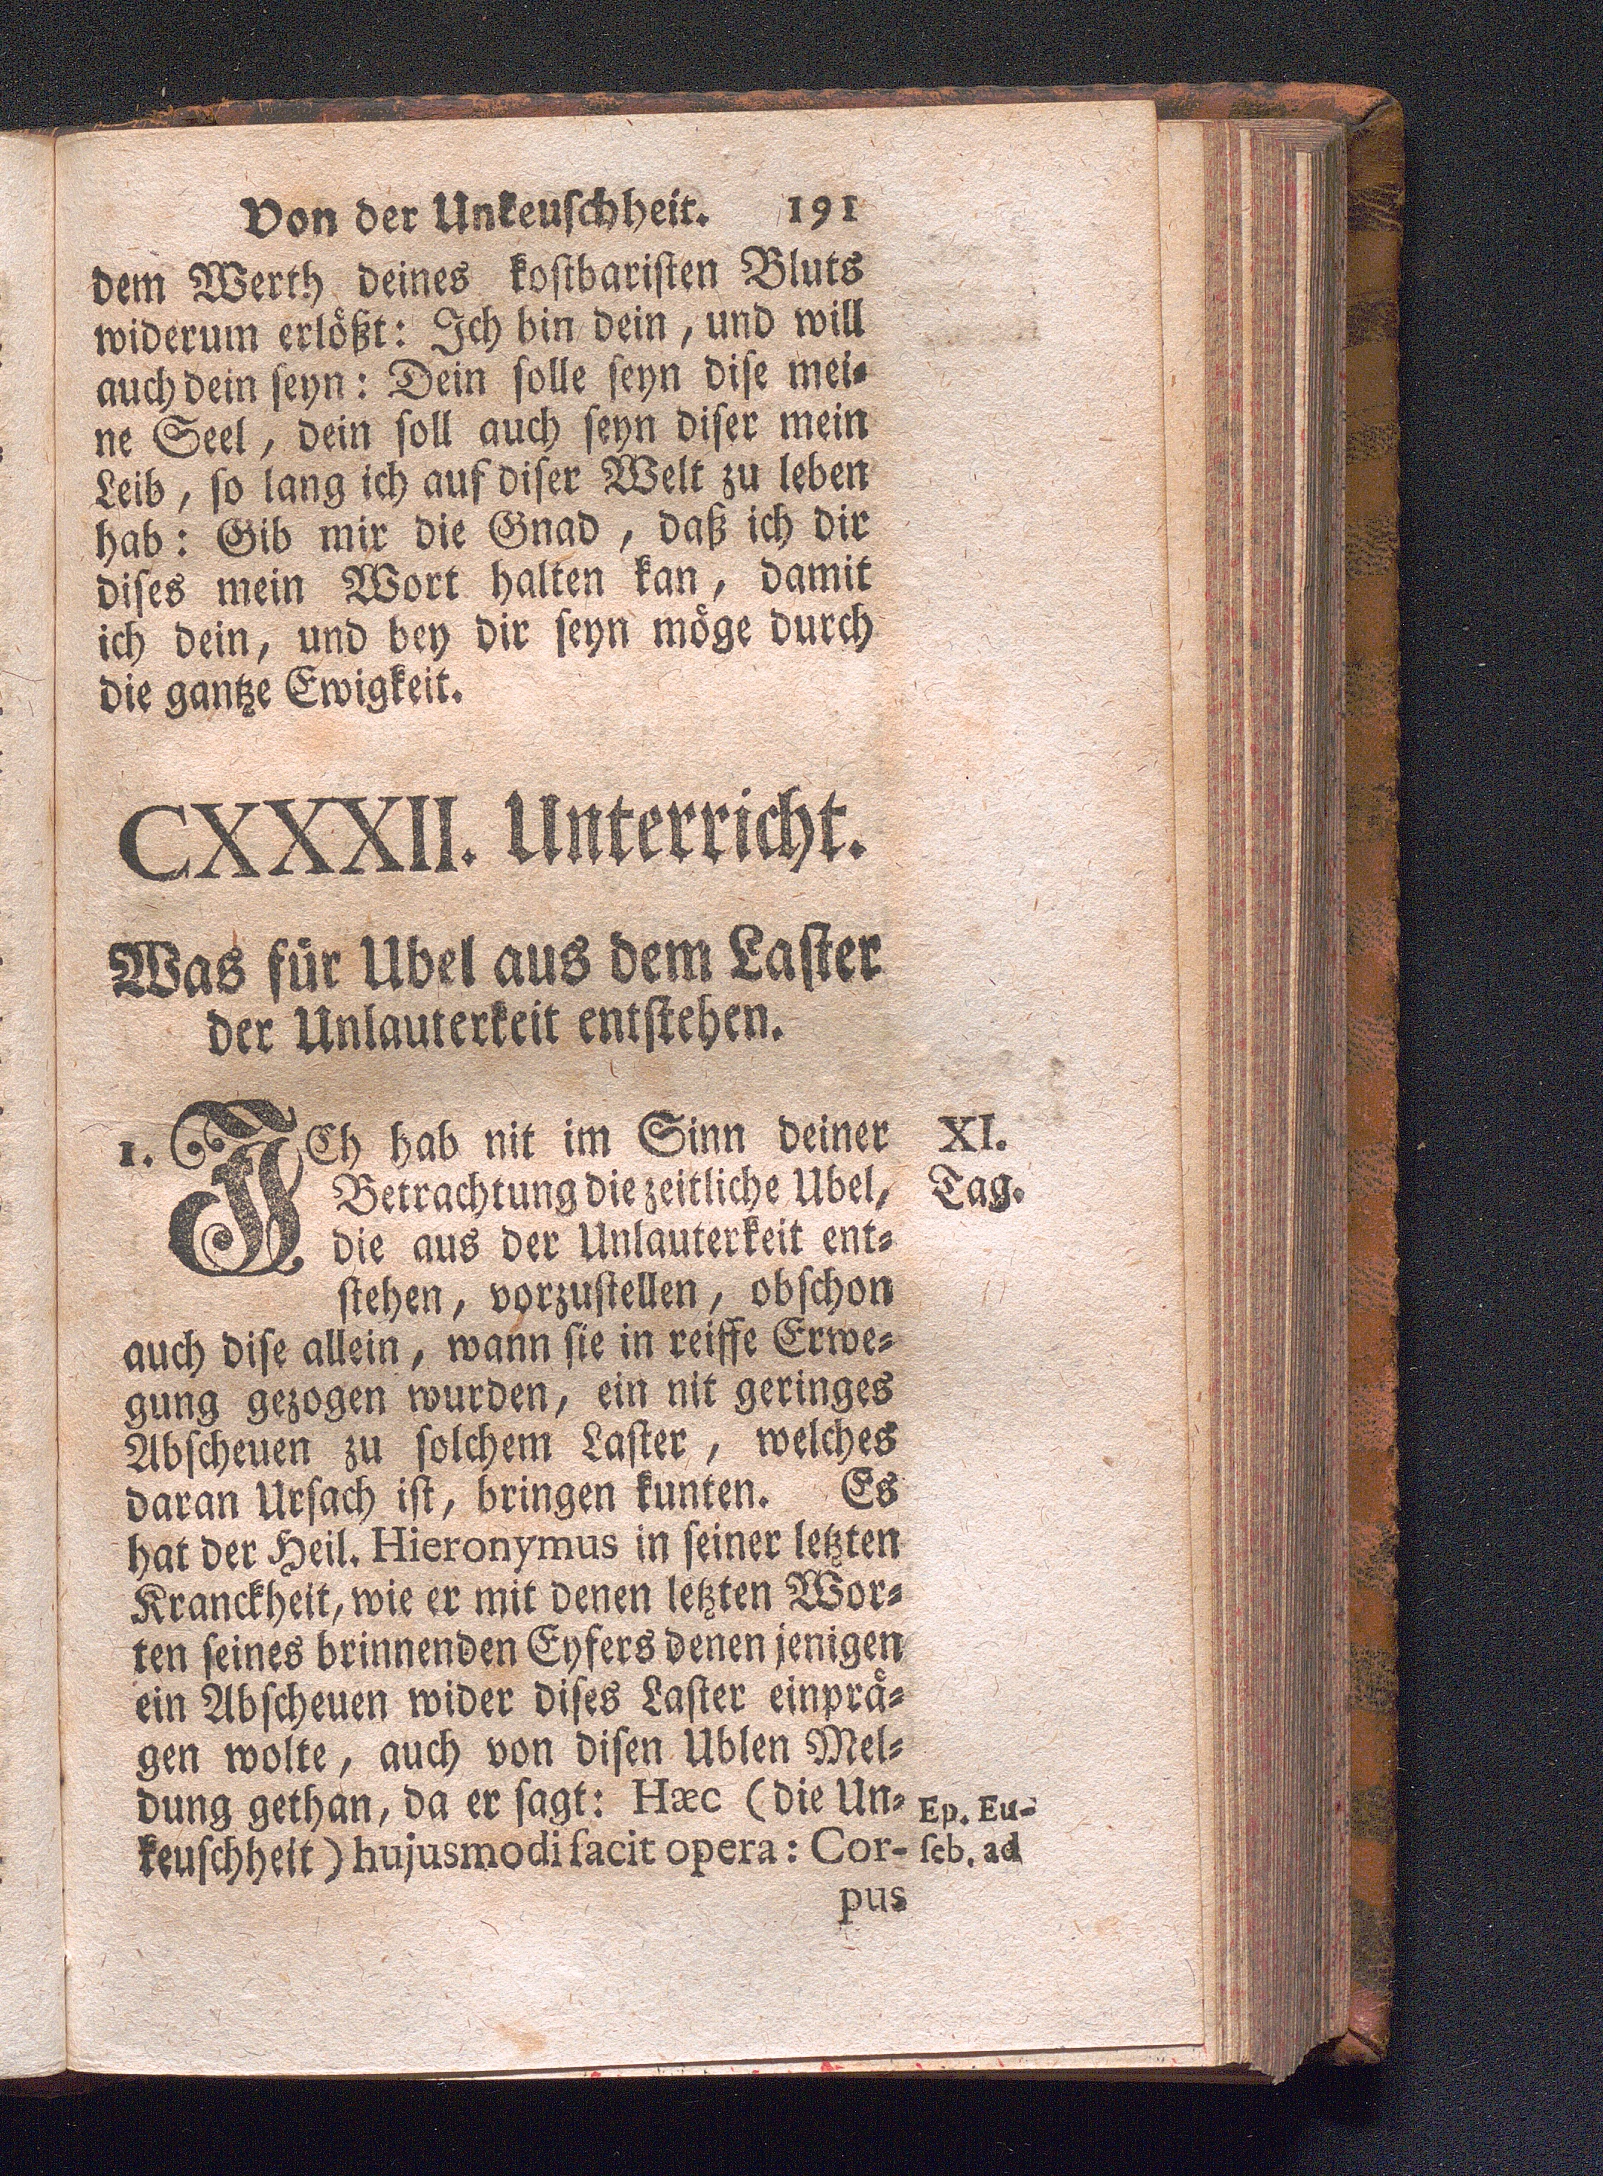 Von der Unkeuſchheit. 191
dem Werth deines koſtbariſten Bluts
widerum erlößt: Ich bin dein, und will
auch dein ſeyn: Dein ſolle ſeyn diſe mei⸗
ne Seel, dein ſoll auch ſeyn diſer mein
Leib, ſo lang ich auf diſer Welt zu leben
hab: Gib mir die Gnad, daß ich dir
diſes mein Wort halten kan, damit
ich dein, und bey dir ſeyn möge durch
die gantze Ewigkeit.
CXXXII. Unterricht.
Was für Ubel aus dem Laſter
der Unlauterkeit entſtehen.
1. ICh hab nit im Sinn deiner
XI.
Betrachtung die zeitliche Ubel,
Tag.
die aus der Unlauterkeit ent⸗
ſtehen, vorzuſtellen, obſchon
auch diſe allein, wann ſie in reiffe Erwe⸗
gung gezogen wurden, ein nit geringes
Abſcheuen zu ſolchem Laſter, welches
daran Urſach iſt, bringen kunten. Es
hat der Heil. Hieronymus in ſeiner letzten
Kranckheit, wie er mit denen letzten Wor⸗
ten ſeines brinnenden Eyfers denen jenigen
ein Abſcheuen wider diſes Laſter einprä⸗
gen wolte, auch von diſen Ublen Mel⸗
dung gethan, da er ſagt: Hæc (die Un⸗
Ep. Eu-
keuſchheit) hujusmodi facit opera: Cor-
ſeb. ad
pus